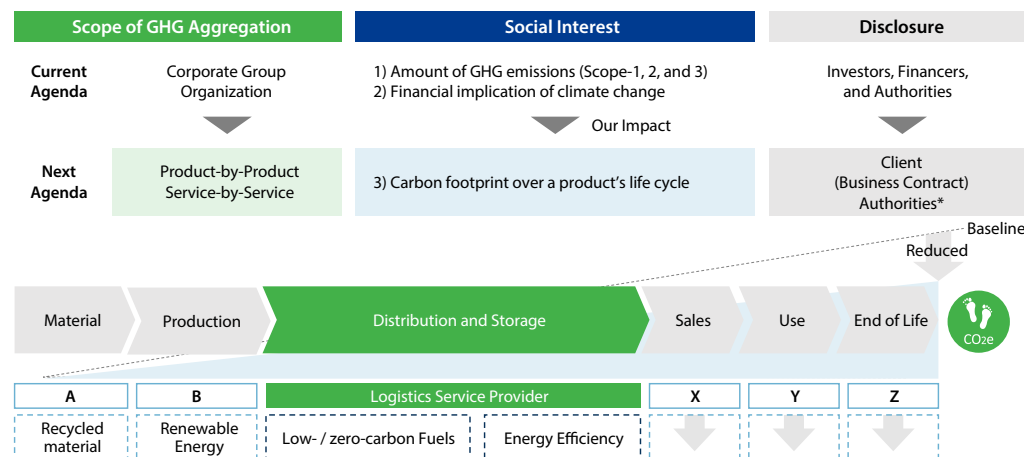 Scope of GHG Aggregation
Social Interest
Disclosure
Current
Agenda
Corporate Group
Organization
1) Amount of GHG emissions (Scope-1, 2, and 3)
2) Financial implication of climate change
Investors, Financers,
and Authorities
Our Impact
Next
Agenda
Product-by-Product
Service-by-Service
3) Carbon footprint over a product's life cycle
Client
(Business Contract)
Authorities*
Baseline
Reduced
Material
Production
Distribution and Storage
Sales
Use
End of Life
CO2e
A
B
Logistics Service Provider
X
Y
Z
Recycled
material
Renewable
Energy
Low- / zero-carbon Fuels
Energy Efficiency